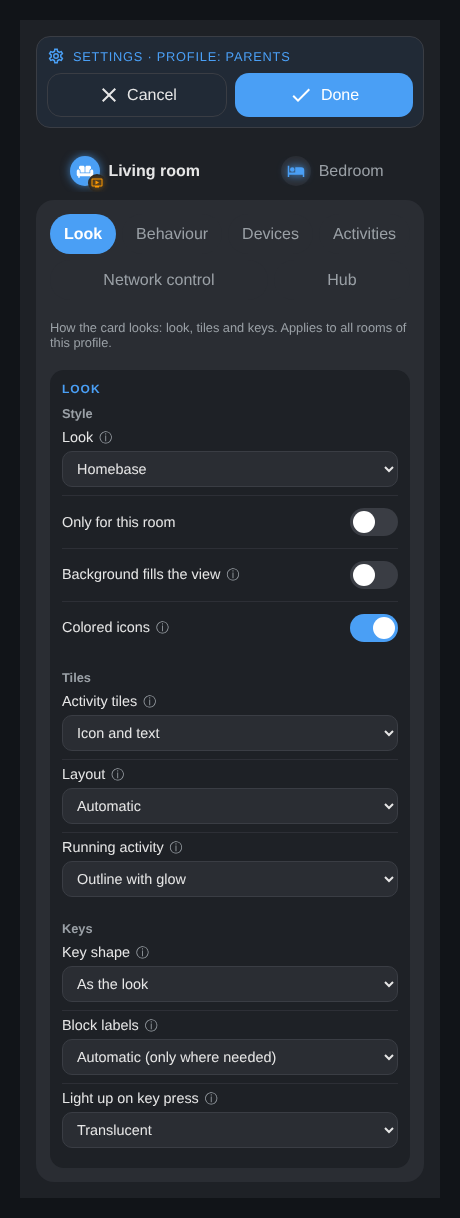 SETTINGS · PROFILE: PARENTS
Cancel
Done
Living room
Bedroom
Look
Behaviour
Devices
Activities
Network control
Hub
How the card looks: look, tiles and keys. Applies to all rooms of
this profile.
LOOK
Style
Look ⓘ
Homebase
Only for this room
Background fills the view ⓘ
Colored icons ⓘ
Tiles
Activity tiles ⓘ
Icon and text
Layout ⓘ
Automatic
Running activity ⓘ
Outline with glow
Keys
Key shape ⓘ
As the look
Block labels ⓘ
Automatic (only where needed)
Light up on key press ⓘ
Translucent